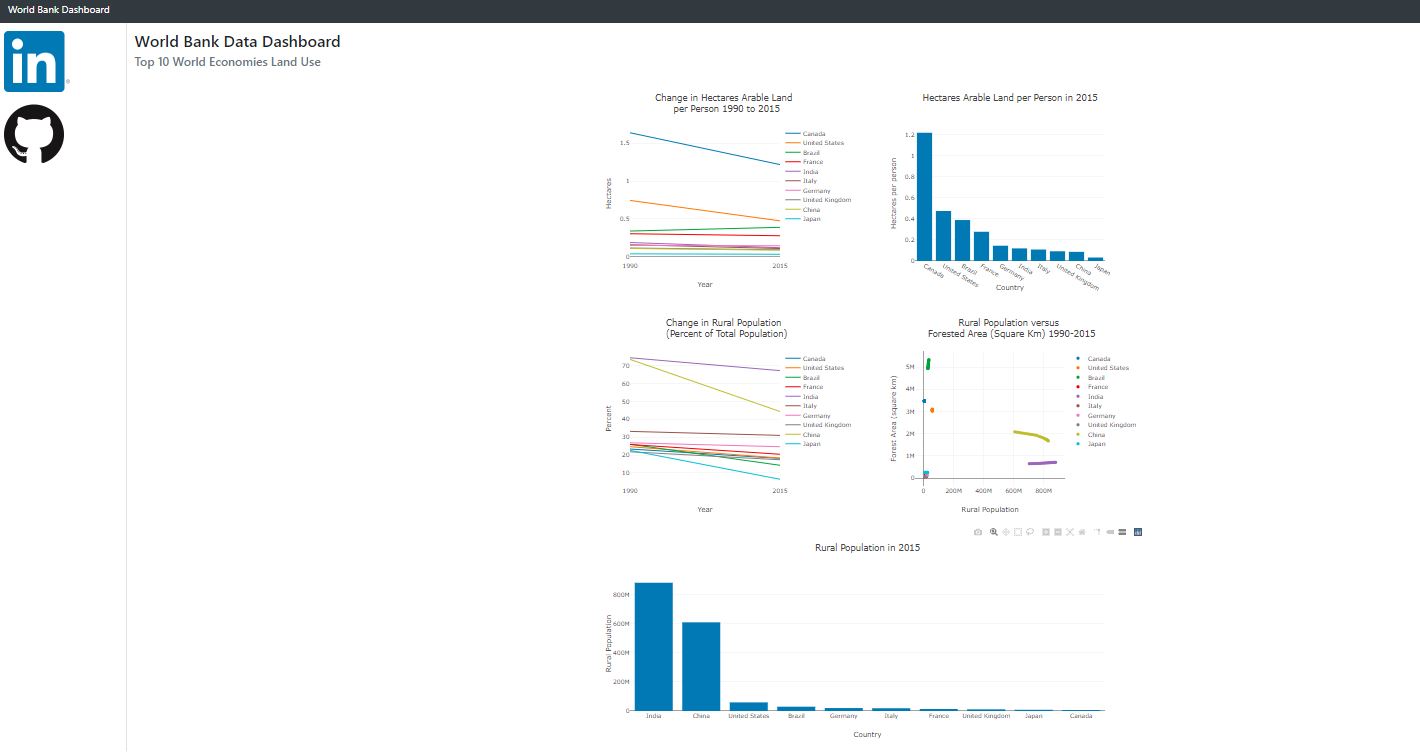 World Bank Dashboard
in
World Bank Data Dashboard
Top 10 World Economies Land Use
Change in Hectares Arable Land
per Person 1990 to 2015
Hectares
1.5
1
0.5
0
1990
2015
Year
Canada
United States
Brazil
France
India
Italy
Germany
United Kingdom
China
Japan
Hectares Arable Land per Person in 2015
Hectares per person
1.2
1
0.8
0.6
0.4
0.2
0
Canada
United States
Brazil
France
Germany
India
Italy
United Kingdom
China
Japan
Country
Change in Rural Population
(Percent of Total Population)
Percent
70
60
50
40
30
20
10
1990
2015
Year
Canada
United States
Brazil
France
India
Italy
Germany
United Kingdom
China
Japan
Rural Population versus
Forested Area (Square Km) 1990-2015
Forest Area (square km)
5M
4M
3M
2M
1M
0
0
200M
400M
600M
800M
Rural Population
Canada
United States
Brazil
France
India
Italy
Germany
United Kingdom
China
Japan
Rural Population in 2015
Rural Population
800M
600M
400M
200M
0
India
China
United States
Brazil
Germany
Italy
France
United Kingdom
Japan
Canada
Country